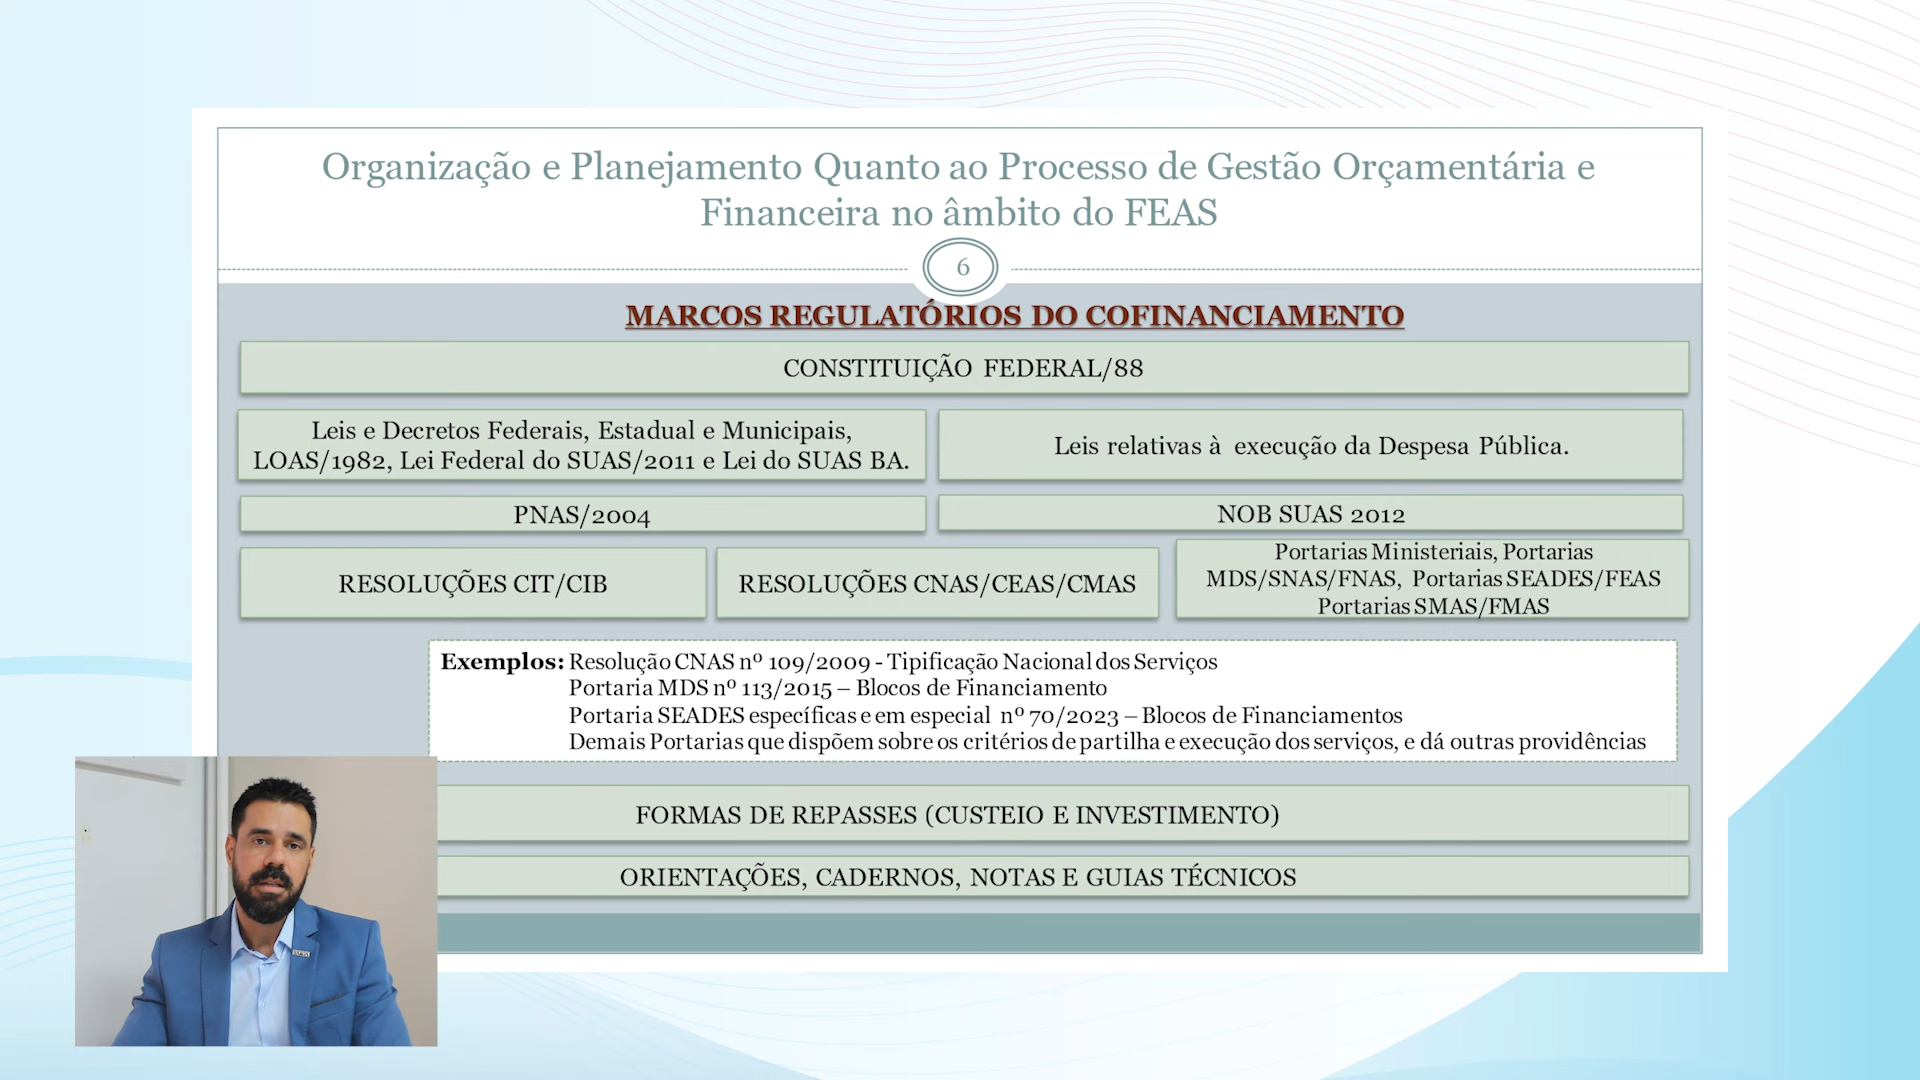 Organização e Planejamento Quanto ao Processo de Gestão Orçamentária e
Financeira no âmbito do FEAS
6
MARCOS REGULATÓRIOS DO COFINANCIAMENTO
CONSTITUIÇÃO FEDERAL/88
Leis e Decretos Federais, Estadual e Municipais,
LOAS/1982, Lei Federal do SUAS/2011 e Lei do SUAS BA.
Leis relativas à execução da Despesa Pública.
PNAS/2004
NOB SUAS 2012
RESOLUÇÕES CIT/CIB
RESOLUÇÕES CNAS/CEAS/CMAS
Portarias Ministeriais, Portarias
MDS/SNAS/FNAS, Portarias SEADES/FEAS
Portarias SMAS/FMAS
Exemplos: Resolução CNAS nº 109/2009 - Tipificação Nacional dos Serviços
Portaria MDS nº 113/2015 – Blocos de Financiamento
Portaria SEADES específicas e em especial nº 70/2023 – Blocos de Financiamentos
Demais Portarias que dispõem sobre os critérios de partilha e execução dos serviços, e dá outras providências
FORMAS DE REPASSES (CUSTEIO E INVESTIMENTO)
ORIENTAÇÕES, CADERNOS, NOTAS E GUIAS TÉCNICOS